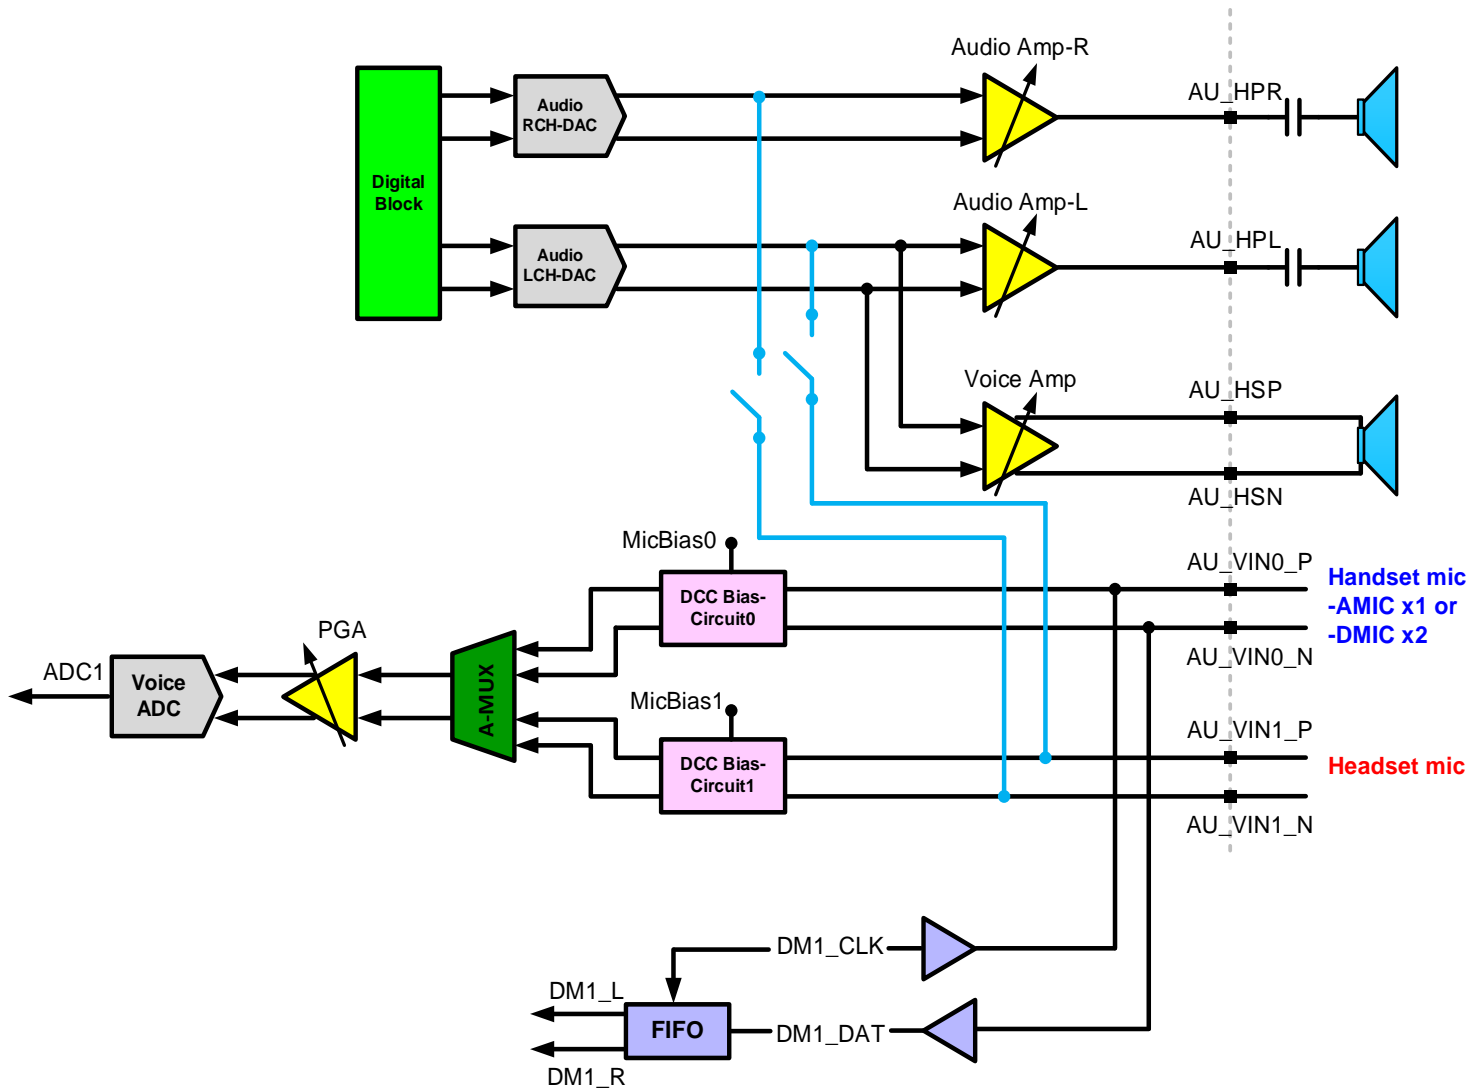 Audio Amp-R
AU_HPR
Audio
RCH-DAC
Digital
Block
Audio Amp-L
AU_HPL
Audio
LCH-DAC
Voice Amp
AU_HSP
AU_HSN
MicBias0
AU_VIN0_P
DCC Bias-
Circuit0
Handset mic
-AMIC x1 or
-DMIC x2
AU_VIN0_N
PGA
ADC1
Voice
ADC
A-MUX
MicBias1
AU_VIN1_P
DCC Bias-
Circuit1
Headset mic
AU_VIN1_N
DM1_CLK
DM1_L
FIFO
DM1_DAT
DM1_R